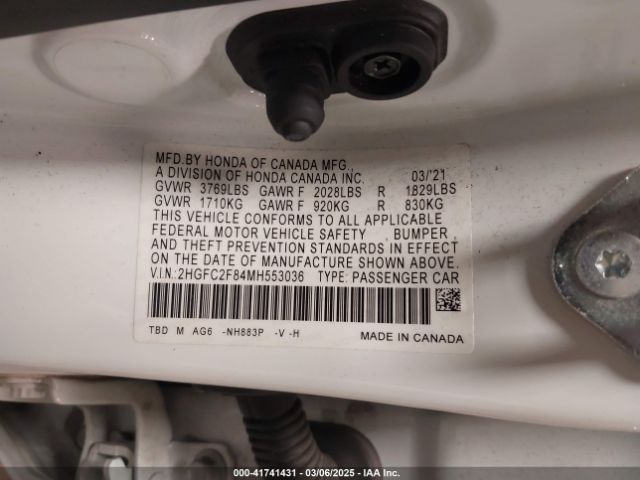 MFD.BY HONDA OF CANADA MFG.,
A DIVISION OF HONDA CANADA INC. 03/'21
GVWR 3769LBS GAWR F 2028LBS R 1829LBS
GVWR 1710KG GAWR F 920KG R 830KG
THIS VEHICLE CONFORMS TO ALL APPLICABLE
FEDERAL MOTOR VEHICLE SAFETY , BUMPER ,
AND THEFT PREVENTION STANDARDS IN EFFECT
ON THE DATE OF MANUFACTURE SHOWN ABOVE.
V.I.N.:2HGFC2F84MH553036 TYPE: PASSENGER CAR
TBD M AG6 -NH883P -V -H MADE IN CANADA
000-41741431 - 03/06/2025 - IAA Inc.